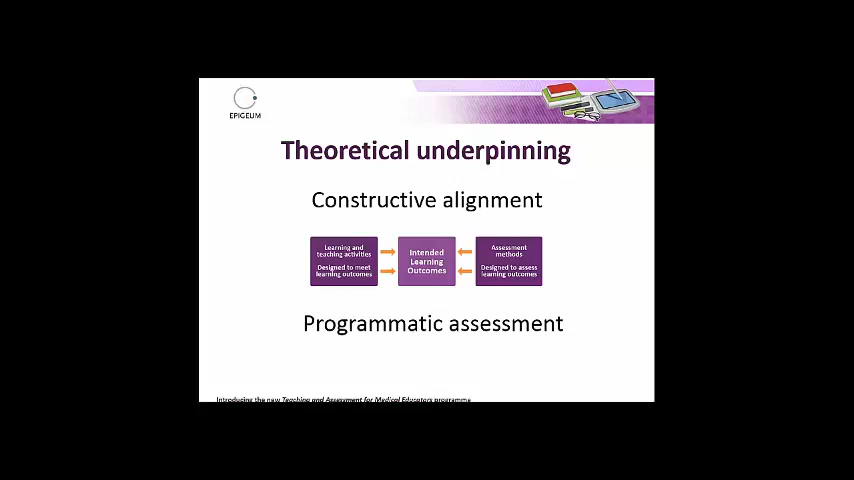 EPIGEUM
Theoretical underpinning
Constructive alignment
Learning and
teaching activities
Designed to meet
learning outcomes
Intended
Learning
Outcomes
Assessment
methods
Designed to assess
learning outcomes
Programmatic assessment
Introducing the new Teaching and Assessment for Medical Educators programme